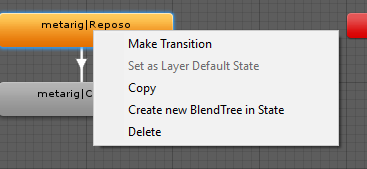 metarig|Reposo
Make Transition
Set as Layer Default State
Copy
metarig|C
Create new BlendTree in State
Delete